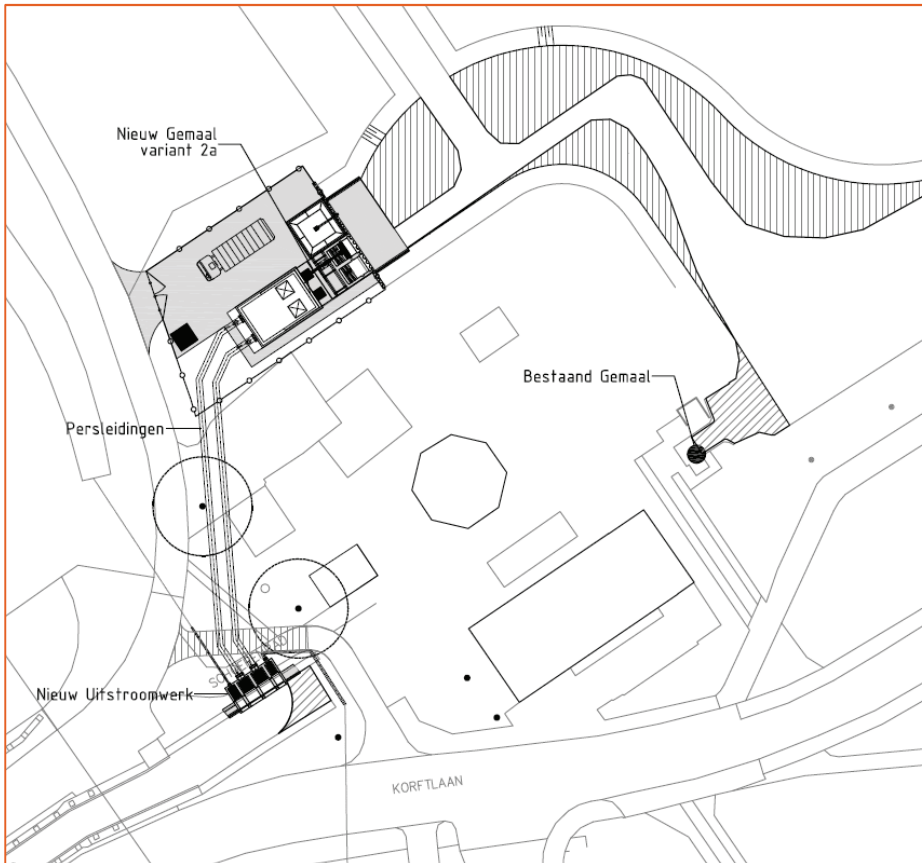 Nieuw Gemaal
variant 2a
Bestaand Gemaal
Persleidingen
Nieuw Uitstroomwerk
KORFTLAAN